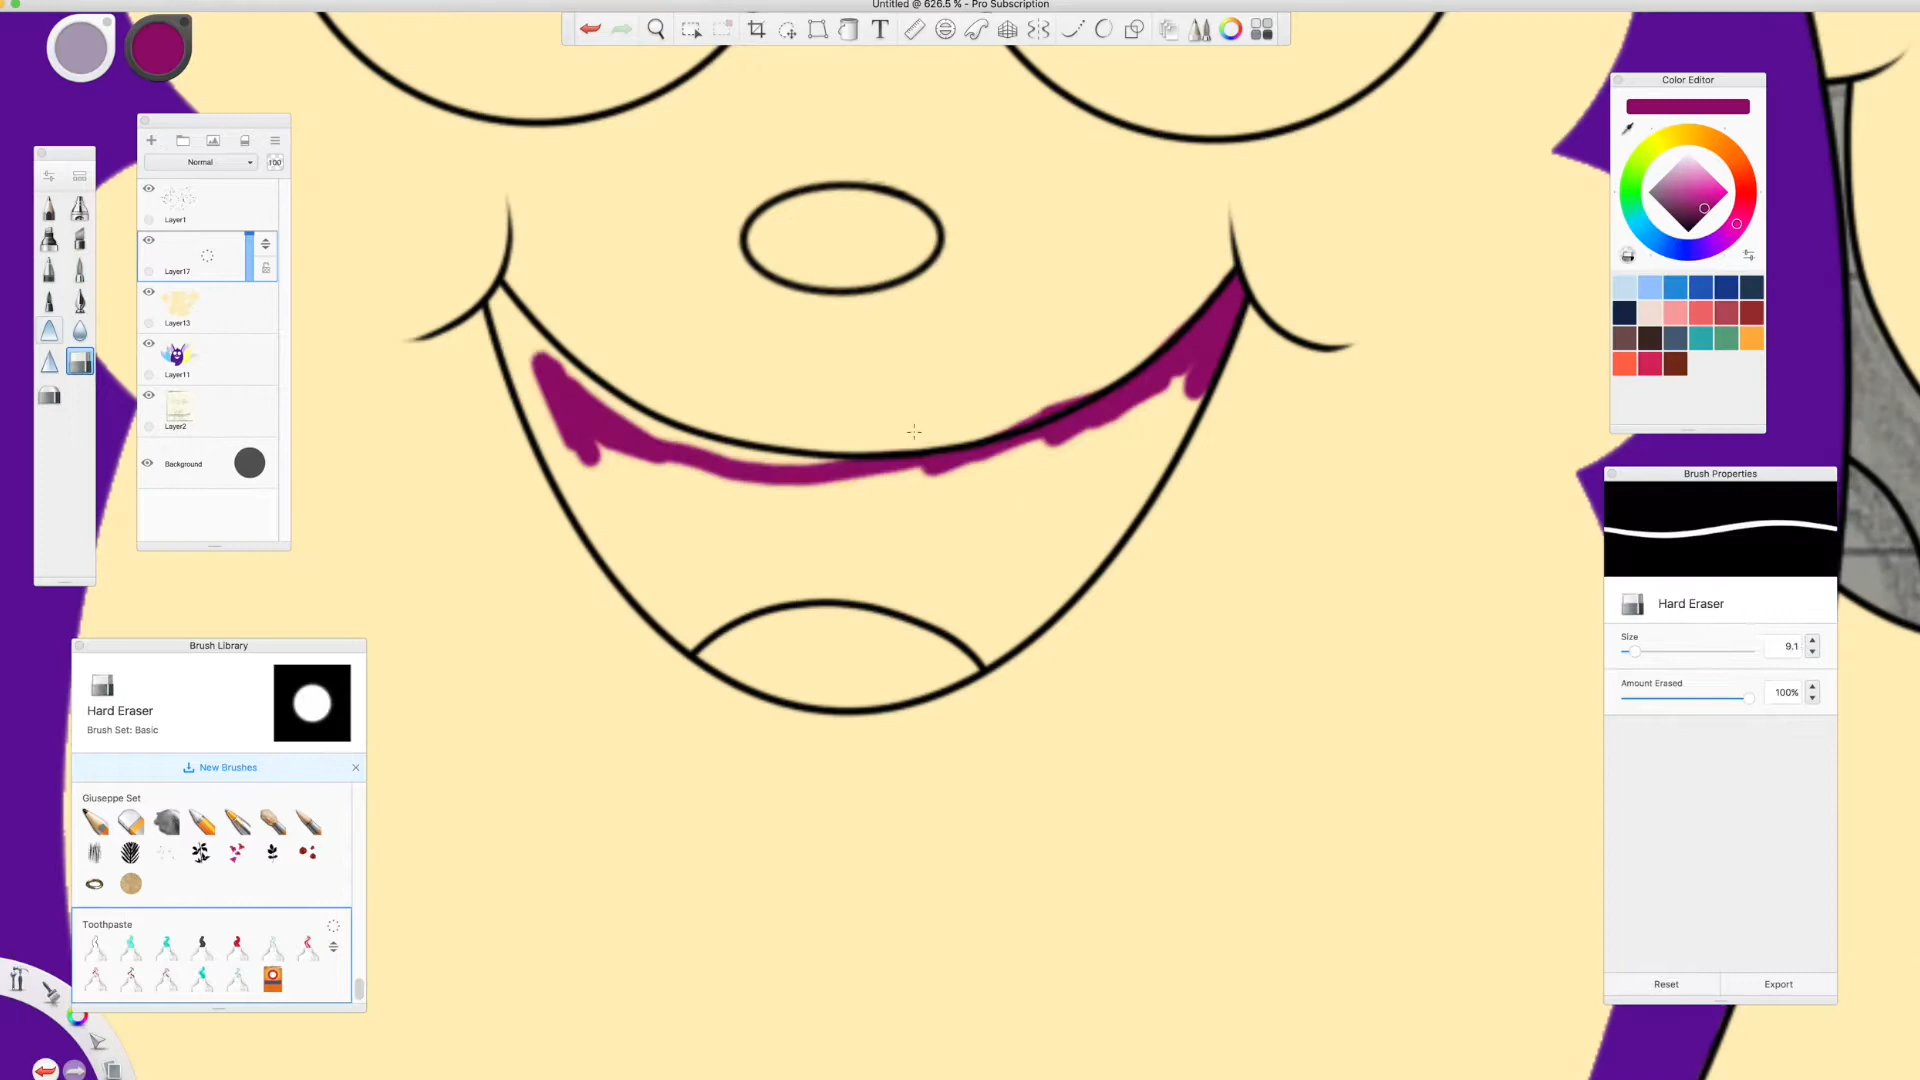 Untitled @ 626.5 % - Pro Subscription
T
Normal
100
Layer1
Layer17
Layer13
Layer11
Layer2
Background
Brush Library
Hard Eraser
Brush Set: Basic
New Brushes
Giuseppe Set
Toothpaste
Color Editor
Brush Properties
Hard Eraser
Size
9.1
Amount Erased
100%
Reset
Export